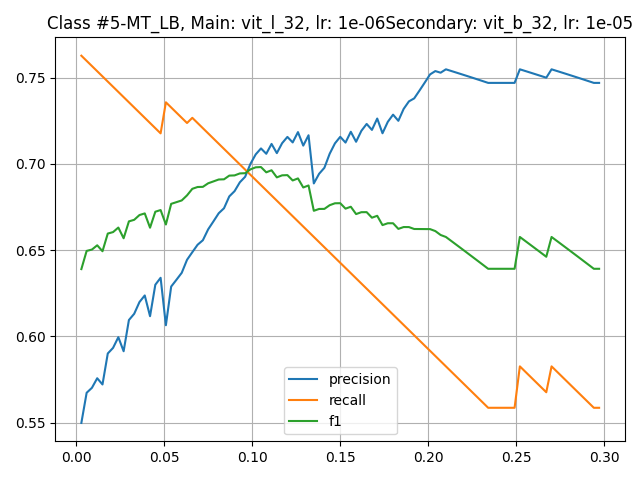 Class #5-MT_LB, Main: vit_l_32, lr: 1e-06Secondary: vit_b_32, lr: 1e-05
0.75
0.70
0.65
0.60
0.55
precision
recall
f1
0.00 0.05 0.10 0.15 0.20 0.25 0.30